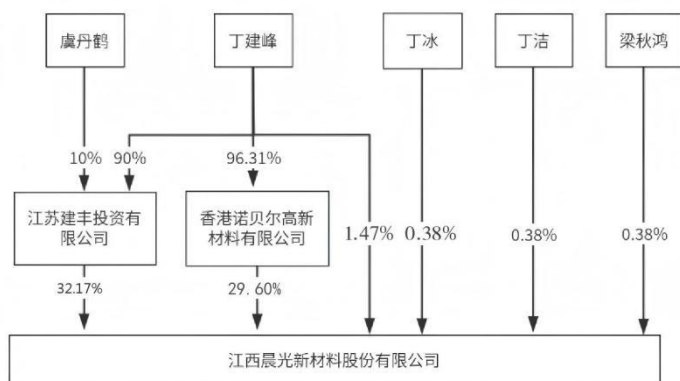 虞丹鹤
丁建峰
丁冰
丁洁
梁秋鸿
10%
90%
96.31%
江苏建丰投资有
限公司
香港诺贝尔高新
材料有限公司
1.47%
0.38%
0.38%
0.38%
32.17%
29.60%
江西晨光新材料股份有限公司